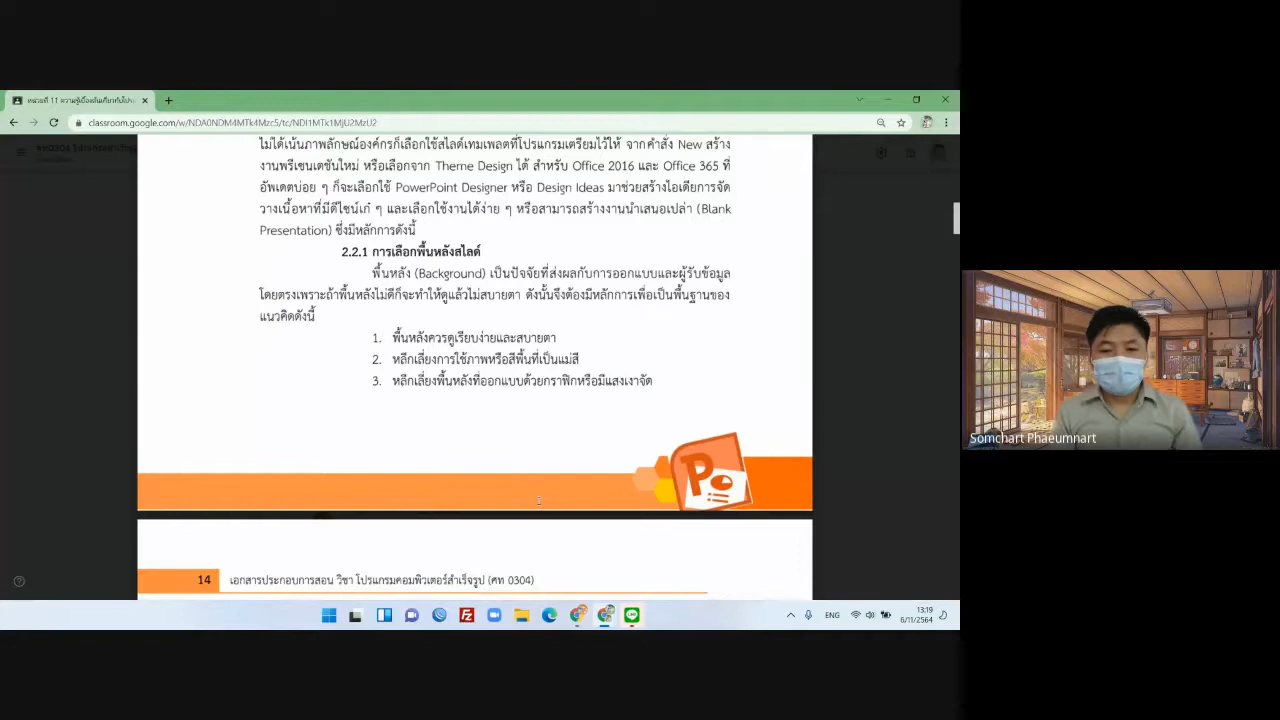 หน่วยที่ 11 ความรู้เบื้องต้นเกี่ยวกับโปร
classroom.google.com/w/NDA0NDM4MTk4Mzc5/tc/NDI1MTk1MjU2MzU2
ไม่ได้เน้นภาพลักษณ์องค์กรก็เลือกใช้สไลด์เทมเพลตที่โปรแกรมเตรียมไว้ให้ จากคำสั่ง New สร้าง
งานพรีเซนเตชันใหม่ หรือเลือกจาก Theme Design ได้ สำหรับ Office 2016 และ Office 365 ที่
อัพเดตบ่อย ๆ ก็จะเลือกใช้ PowerPoint Designer หรือ Design Ideas มาช่วยสร้างไอเดียการจัด
วางเนื้อหาที่มีดีไซน์เก๋ ๆ และเลือกใช้งานได้ง่าย ๆ หรือสามารถสร้างงานนำเสนอเปล่า (Blank
Presentation) ซึ่งมีหลักการดังนี้
2.2.1 การเลือกพื้นหลังสไลด์
พื้นหลัง (Background) เป็นปัจจัยที่ส่งผลกับการออกแบบและผู้รับข้อมูล
โดยตรงเพราะถ้าพื้นหลังไม่ดีก็จะทำให้ดูแล้วไม่สบายตา ดังนั้นจึงต้องมีหลักการเพื่อเป็นพื้นฐานของ
แนวคิดดังนี้
1. พื้นหลังควรดูเรียบง่ายและสบายตา
2. หลีกเลี่ยงการใช้ภาพหรือสีพื้นที่เป็นแม่สี
3. หลีกเลี่ยงพื้นหลังที่ออกแบบด้วยกราฟิกหรือมีแสงเงาจัด
14 เอกสารประกอบการสอน วิชา โปรแกรมคอมพิวเตอร์สำเร็จรูป (ศท 0304)
Somchart Phaeumnart
ENG
13:19
6/11/2564